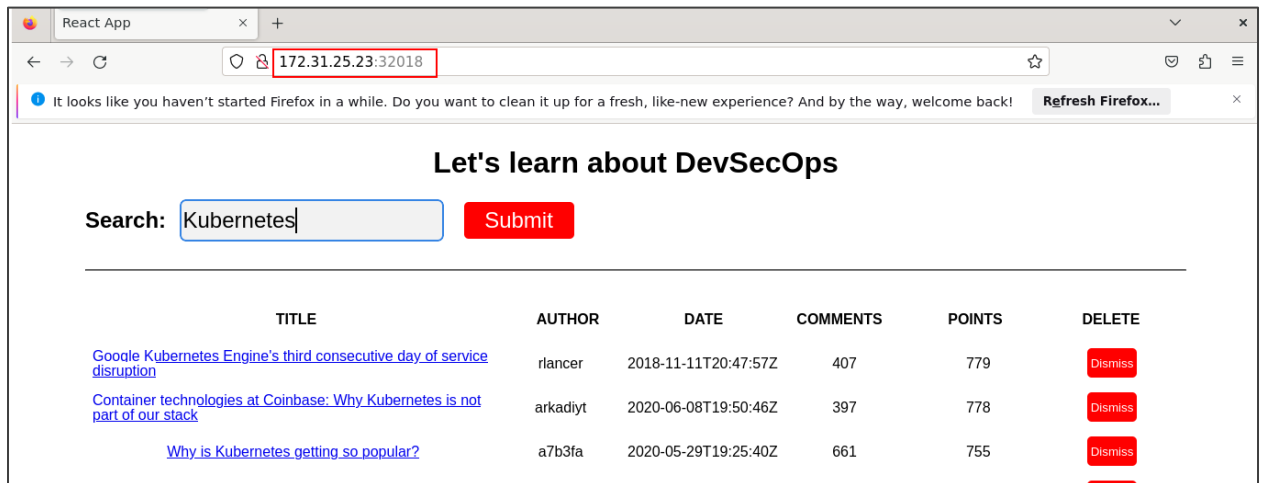 React App
172.31.25.23:32018
It looks like you haven't started Firefox in a while. Do you want to clean it up for a fresh, like-new experience? And by the way, welcome back! Refresh Firefox...
Let's learn about DevSecOps
Search: Kubernetes Submit
TITLE AUTHOR DATE COMMENTS POINTS DELETE
Google Kubernetes Engine's third consecutive day of service
disruption
rlancer 2018-11-11T20:47:57Z 407 779 Dismiss
Container technologies at Coinbase: Why Kubernetes is not
part of our stack
arkadiyt 2020-06-08T19:50:46Z 397 778 Dismiss
Why is Kubernetes getting so popular? a7b3fa 2020-05-29T19:25:40Z 661 755 Dismiss